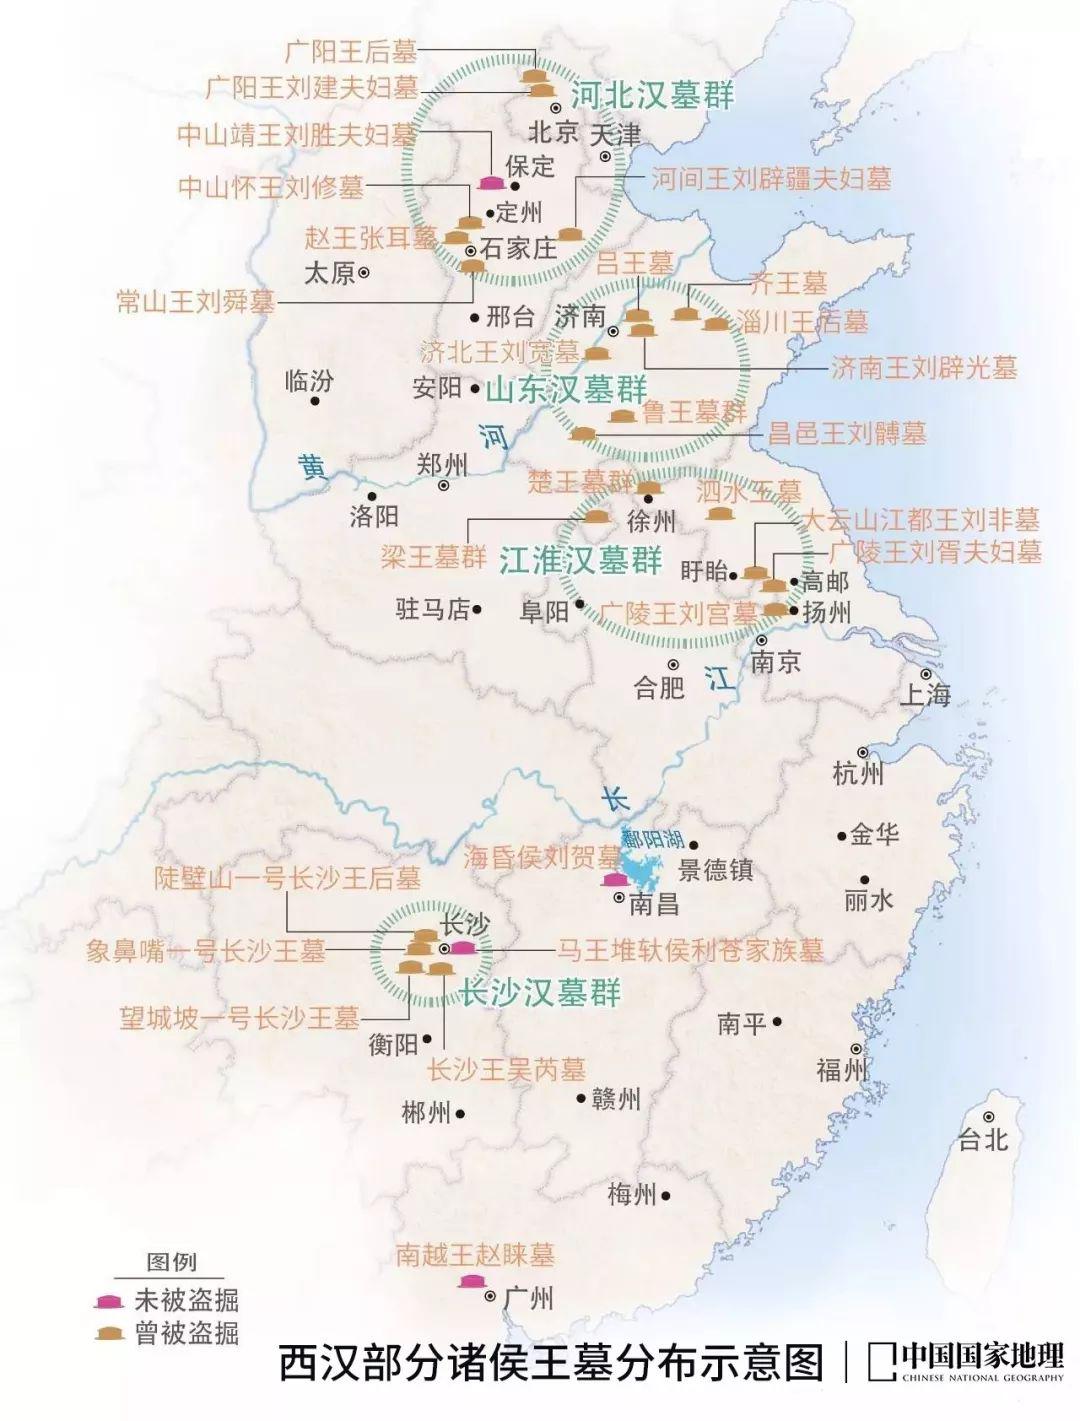 广阳王后墓
广阳王刘建夫妇墓
河北汉墓群
北京
天津
中山靖王刘胜夫妇墓
保定
中山怀王刘修墓
河间王刘辟疆夫妇墓
定州
赵王张耳墓
石家庄
太原
吕王墓
齐王墓
常山王刘舜墓
邢台
济南
淄川王后墓
济北王刘宽墓
济南王刘辟光墓
临汾
安阳
山东汉墓群
鲁王墓群
昌邑王刘髆墓
黄
河
郑州
洛阳
楚王墓群
泗水王墓
徐州
大云山江都王刘非墓
梁王墓群
江淮汉墓群
广陵王刘胥夫妇墓
盱眙
高邮
驻马店
阜阳
广陵王刘宫墓
扬州
南京
合肥
江
上海
杭州
长
鄱阳湖
金华
海昏侯刘贺墓
景德镇
陡壁山一号长沙王后墓
丽水
南昌
长沙
象鼻嘴一号长沙王墓
马王堆轪侯利苍家族墓
长沙汉墓群
望城坡一号长沙王墓
南平
衡阳
长沙王吴芮墓
福州
郴州
赣州
台北
梅州
南越王赵眜墓
广州
图例
未被盗掘
曾被盗掘
西汉部分诸侯王墓分布示意图
中国国家地理
CHINESE NATIONAL GEOGRAPHY